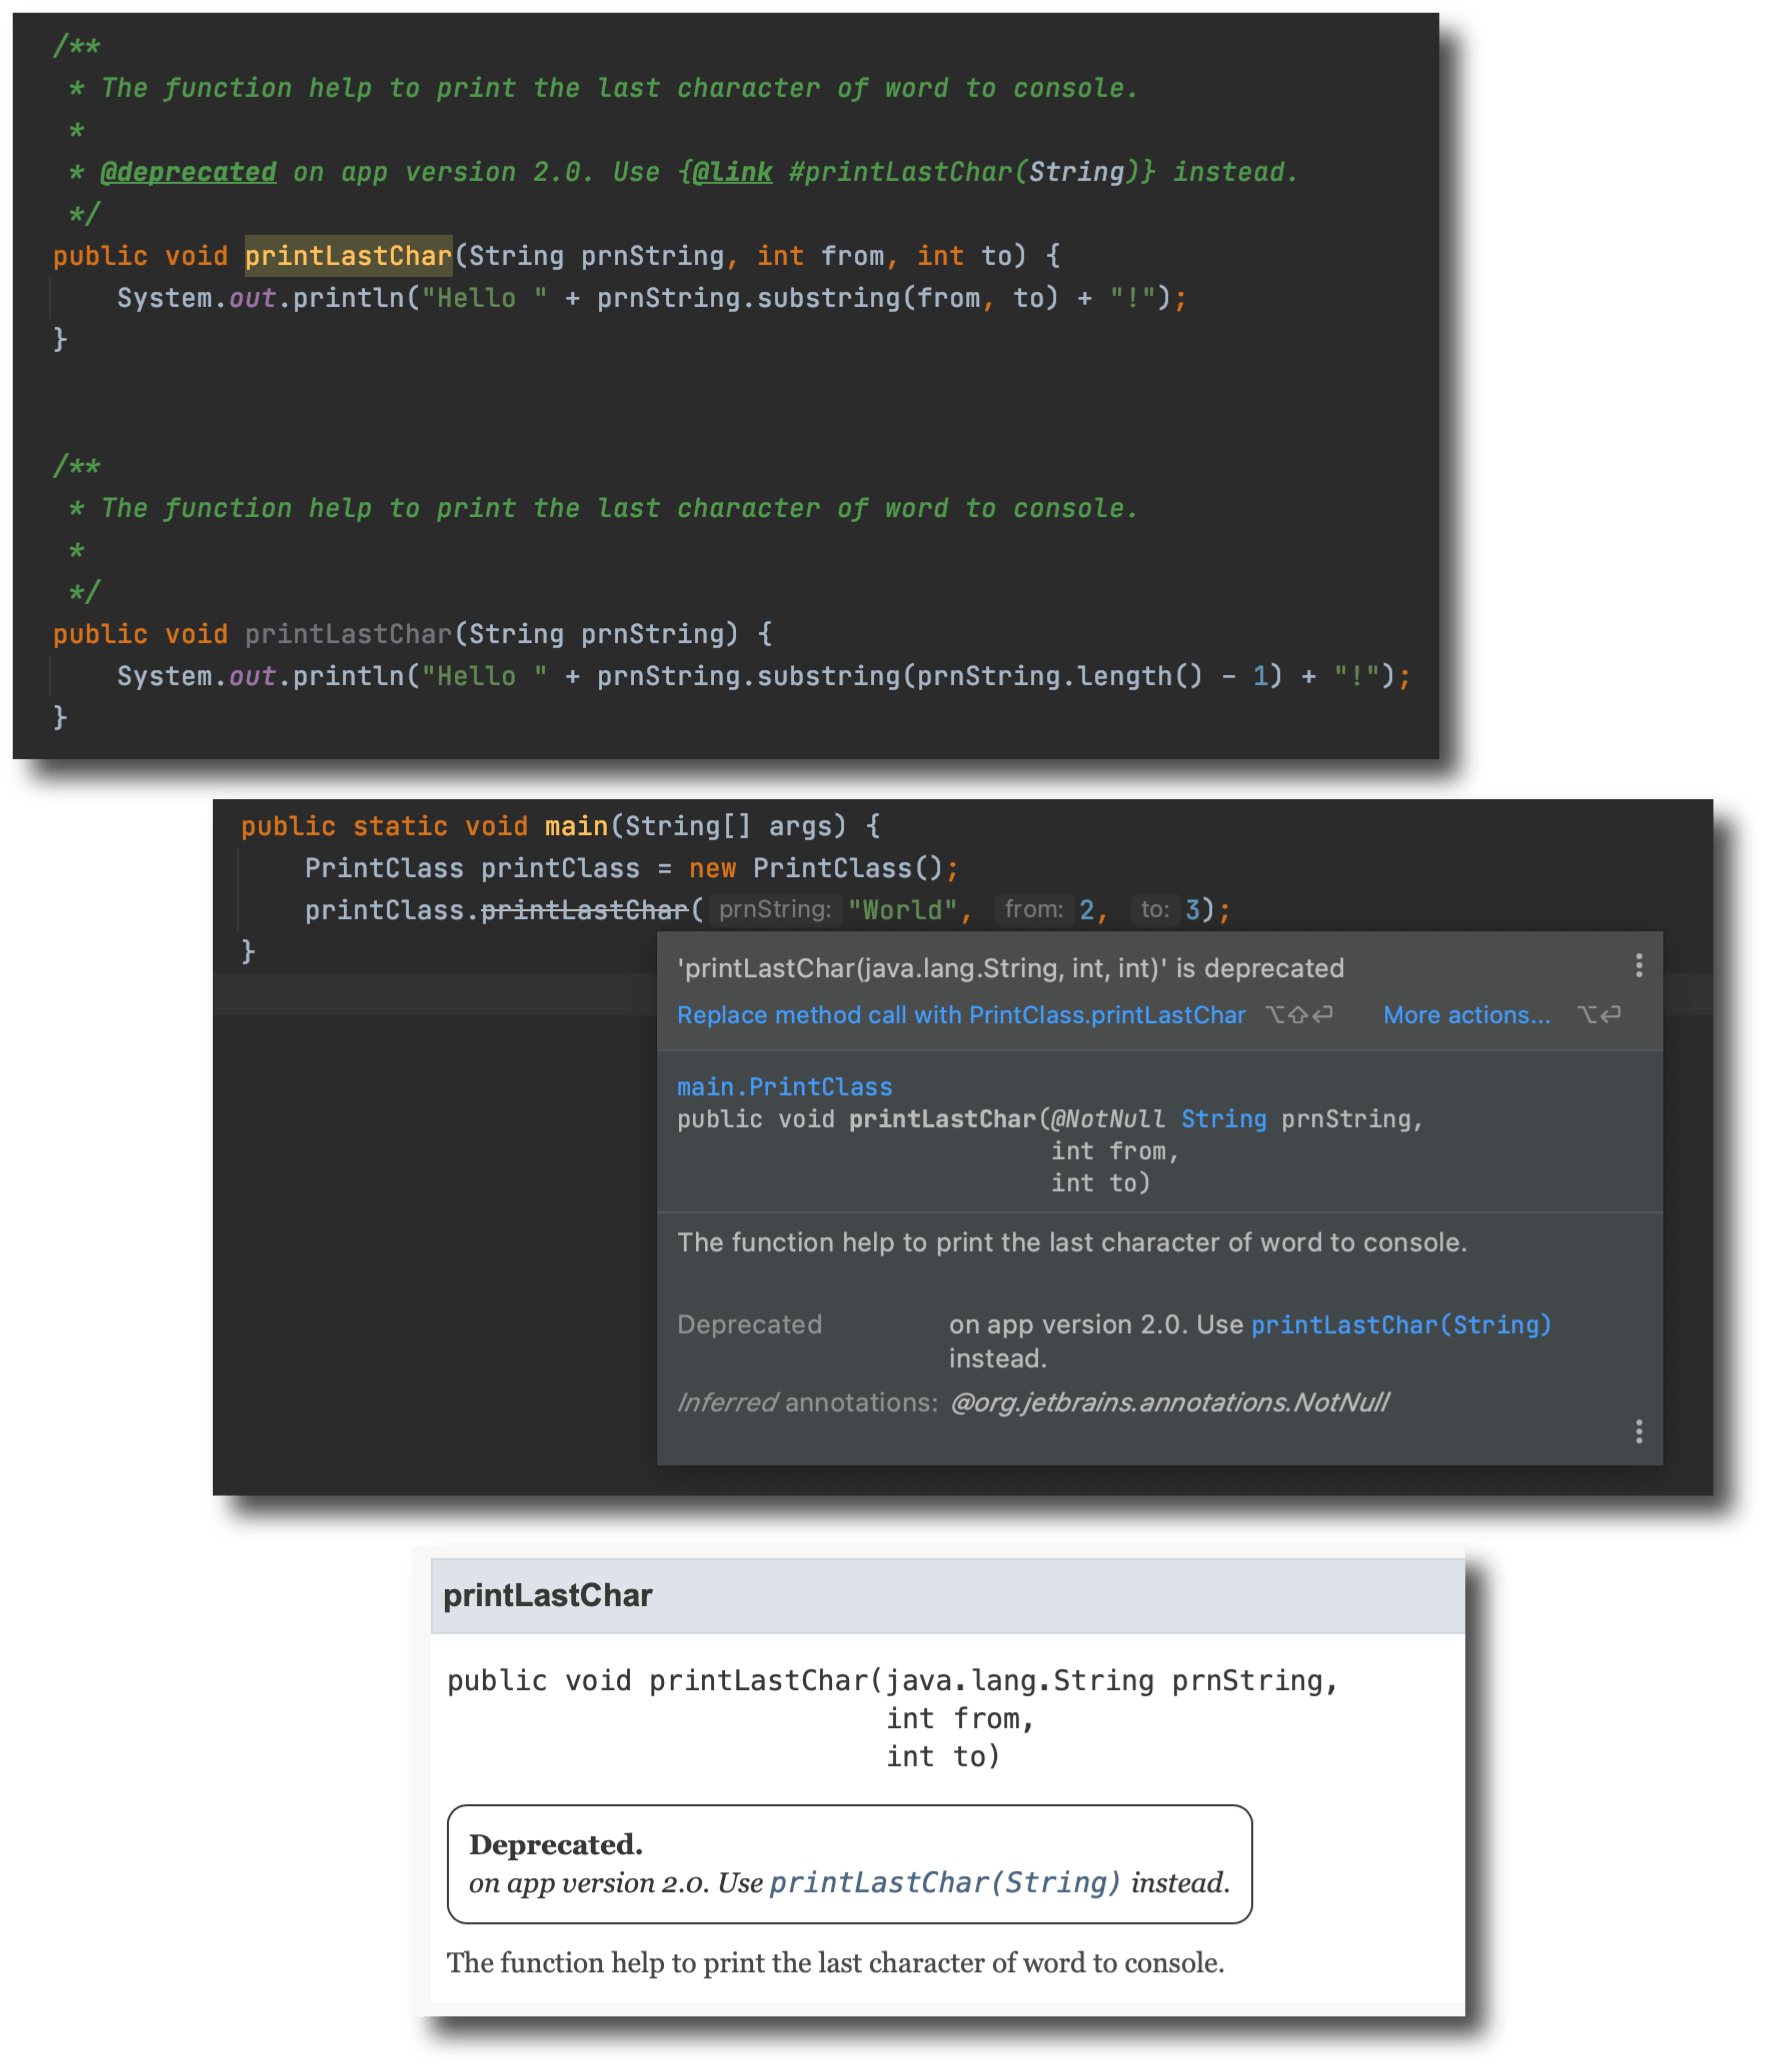 /**
 * The function help to print the last character of word to console.
 *
 * @deprecated on app version 2.0. Use {@link #printLastChar(String)} instead.
 */
public void printLastChar(String prnString, int from, int to) {
    System.out.println("Hello " + prnString.substring(from, to) + "!");
}
/**
 * The function help to print the last character of word to console.
 *
 */
public void printLastChar(String prnString) {
    System.out.println("Hello " + prnString.substring(prnString.length() - 1) + "!");
}
public static void main(String[] args) {
    PrintClass printClass = new PrintClass();
    printClass.printLastChar( prnString: "World", from: 2, to: 3);
}
'printLastChar(java.lang.String, int, int)' is deprecated
Replace method call with PrintClass.printLastChar ⌥⇧⏎ More actions... ⌥⏎
main.PrintClass
public void printLastChar(@NotNull String prnString,
int from,
int to)
The function help to print the last character of word to console.
Deprecated on app version 2.0. Use printLastChar(String)
instead.
Inferred annotations: @org.jetbrains.annotations.NotNull
printLastChar
public void printLastChar(java.lang.String prnString,
int from,
int to)
Deprecated.
on app version 2.0. Use printLastChar(String) instead.
The function help to print the last character of word to console.